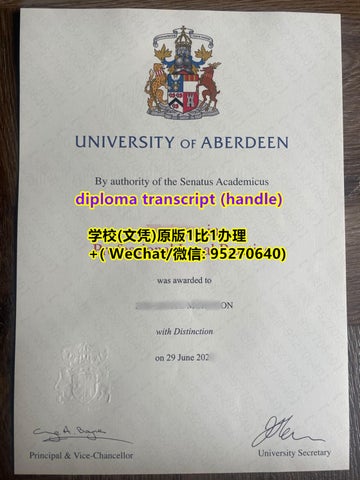 UNIVERSITY OF ABERDEEN
By authority of the Senatus Academicus
diploma transcript (handle)
学校(文凭)原版1比1办理
+( WeChat/微信: 95270640)
was awarded to
with Distinction
on 29 June
Principal & Vice-Chancellor
University Secretary